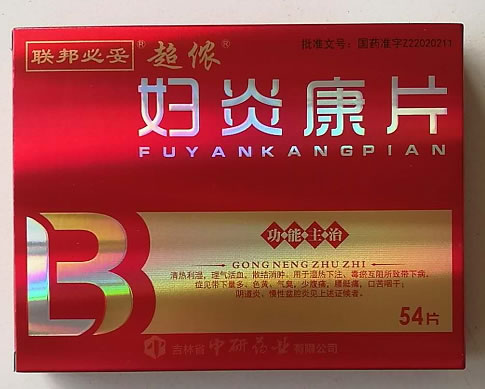 联邦必妥® 超侬® 批准文号：国药准字Z22020211
妇炎康片
FUYANKANGPIAN
功能主治
GONGNENGZHUZHI
清热利湿，理气活血，散结消肿。用于湿热下注、毒瘀互阻所致带下病，
症见带下量多、色黄、气臭，少腹痛，腰骶痛，口苦咽干；
阴道炎、慢性盆腔炎见上述证候者。
54片
吉林省中研药业有限公司